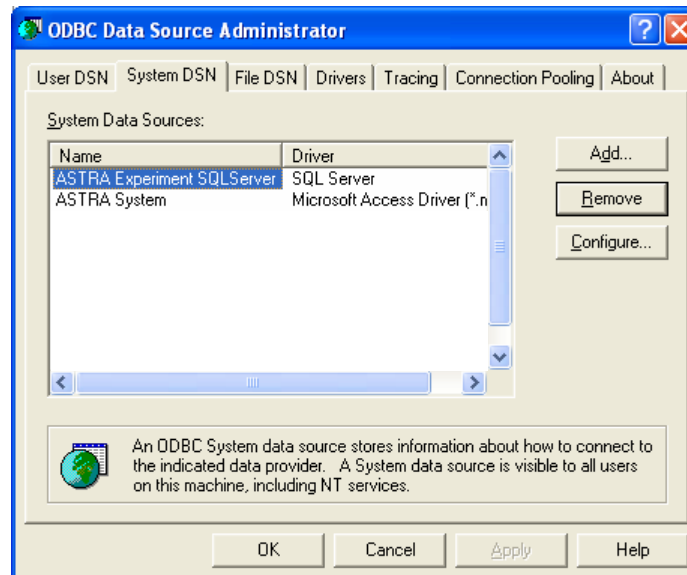 ODBC Data Source Administrator
User DSN System DSN File DSN Drivers Tracing Connection Pooling About
System Data Sources:
Name Driver
ASTRA Experiment SQLServer SQL Server
ASTRA System Microsoft Access Driver (*.n
Add...
Remove
Configure...
An ODBC System data source stores information about how to connect to
the indicated data provider. A System data source is visible to all users
on this machine, including NT services.
OK Cancel Apply Help